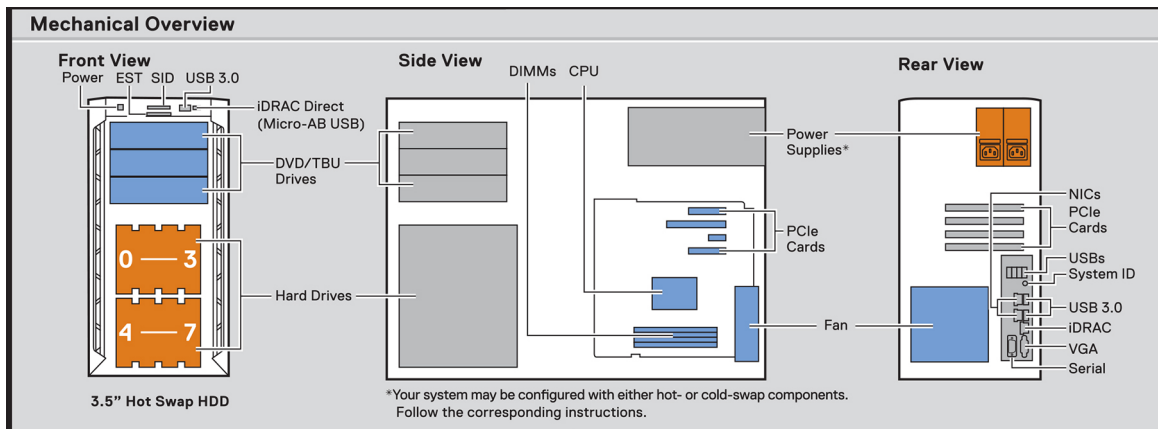 Mechanical Overview
Front View
Power EST SID USB 3.0
iDRAC Direct
(Micro-AB USB)
DVD/TBU
Drives
0 — 3
4 — 7
Hard Drives
3.5” Hot Swap HDD
Side View
DIMMs CPU
Power
Supplies*
PCIe
Cards
Fan
*Your system may be configured with either hot- or cold-swap components.
Follow the corresponding instructions.
Rear View
NICs
PCIe
Cards
USBs
System ID
USB 3.0
iDRAC
VGA
Serial